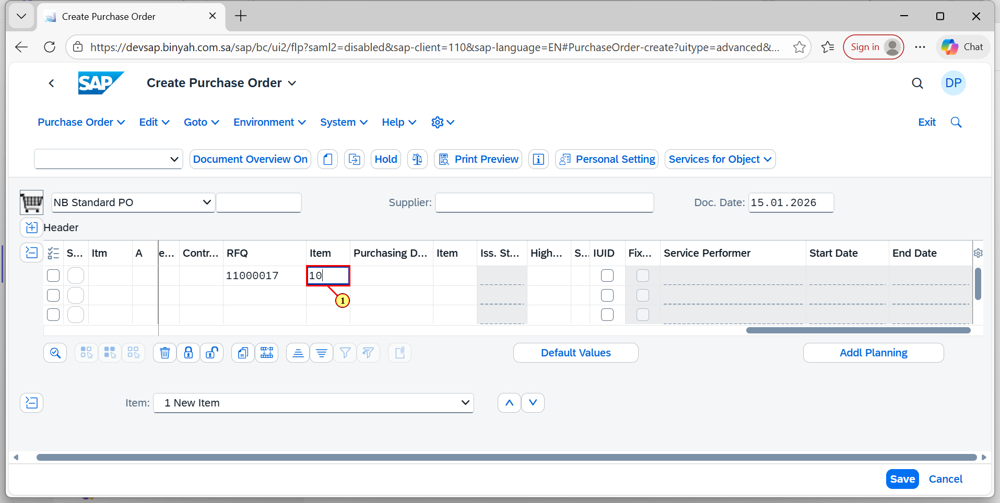 Create Purchase Order
https://devsap.binyah.com.sa/sap/bc/ui2/flp?saml2=disabled&sap-client=110&sap-language=EN#PurchaseOrder-create?uitype=advanced&...
Sign in
Chat
SAP
Create Purchase Order
DP
Purchase Order
Edit
Goto
Environment
System
Help
Exit
Document Overview On
Hold
Print Preview
Personal Setting
Services for Object
NB Standard PO
Supplier:
Doc. Date: 15.01.2026
Header
S... Itm A e... Contr... RFQ Item Purchasing D... Item Iss. St... High... S... IUID Fix... Service Performer Start Date End Date
11000017 10
1
Default Values
Addl Planning
Item: 1 New Item
Save
Cancel